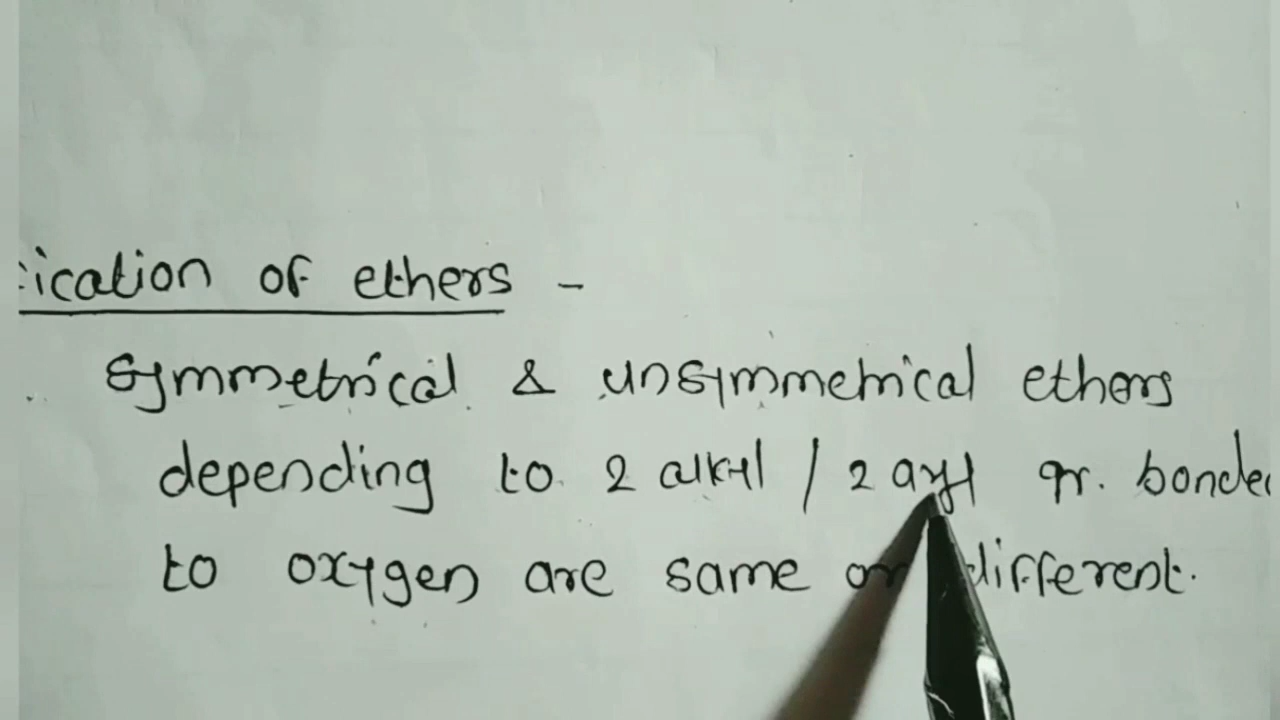 ication of ethers -
symmetrical & unsymmetrical ethers
depending to 2 alkyl / 2 aryl gr. bonde
to oxygen are same or different.